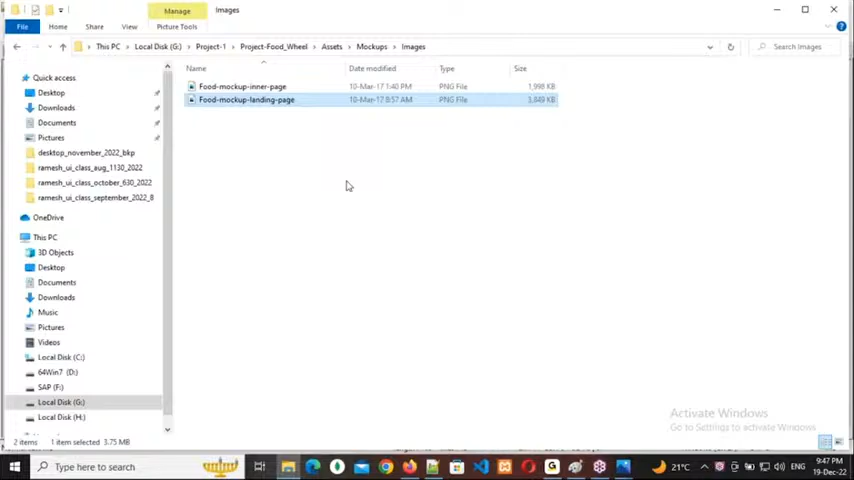 Manage
Images
File
Home
Share
View
Picture Tools
This PC
Local Disk (G:)
Project-1
Project-Food_Wheel
Assets
Mockups
Images
Search Images
Name
Date modified
Type
Size
Food-mockup-inner-page
10-Mar-17 1:40 PM
PNG File
1,998 KB
Food-mockup-landing-page
10-Mar-17 8:57 AM
PNG File
3,849 KB
Quick access
Desktop
Downloads
Documents
Pictures
desktop_november_2022_bkp
ramesh_ui_class_aug_1130_2022
ramesh_ui_class_october_630_2022
ramesh_ui_class_september_2022_8
OneDrive
This PC
3D Objects
Desktop
Documents
Downloads
Music
Pictures
Videos
Local Disk (C:)
64Win7 (D:)
SAP (F:)
Local Disk (G:)
Local Disk (H:)
Activate Windows
Go to Settings to activate Windows.
2 items
1 item selected 3.75 MB
Type here to search
21°C
ENG
9:47 PM
19-Dec-22